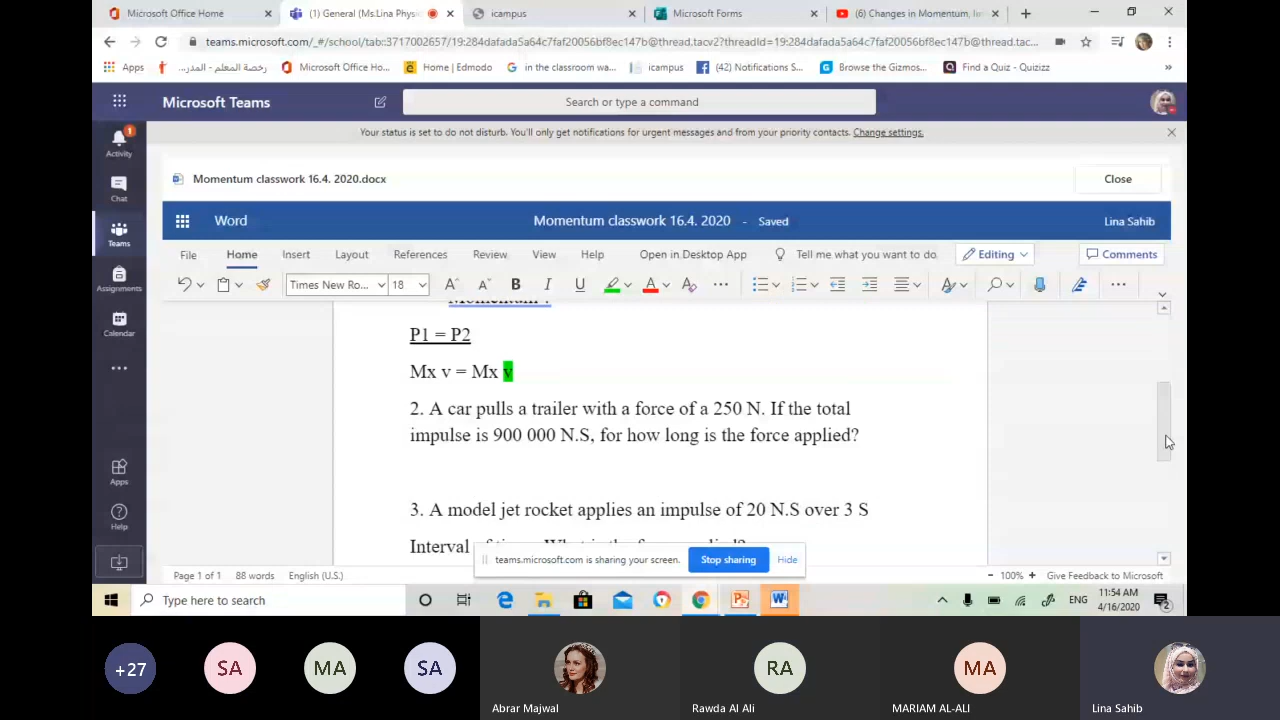 Microsoft Office Home
(1) General (Ms.Lina Physi
icampus
Microsoft Forms
(6) Changes in Momentum, Im
teams.microsoft.com/_#/school/tab::3717002657/19:284dafada5a64c7faf20056bf8ec147b@thread.tacv2?threadId=19:284dafada5a64c7faf20056bf8ec147b@thread.tac...
Apps
رخصة المعلم - المدر...
Microsoft Office Ho...
Home | Edmodo
in the classroom wa...
icampus
(42) Notifications S...
Browse the Gizmos...
Find a Quiz - Quizizz
»
Microsoft Teams
Search or type a command
Your status is set to do not disturb. You'll only get notifications for urgent messages and from your priority contacts. Change settings.
1
Activity
Chat
Teams
Assignments
Calendar
Apps
Help
Momentum classwork 16.4. 2020.docx
Close
Word
Momentum classwork 16.4. 2020 - Saved
Lina Sahib
File
Home
Insert
Layout
References
Review
View
Help
Open in Desktop App
Tell me what you want to do
Editing
Comments
Times New Ro...
18
B
I
U
P1 = P2
Mx v = Mx v
2. A car pulls a trailer with a force of a 250 N. If the total
impulse is 900 000 N.S, for how long is the force applied?
3. A model jet rocket applies an impulse of 20 N.S over 3 S
Interval
teams.microsoft.com is sharing your screen.
Stop sharing
Hide
Page 1 of 1
88 words
English (U.S.)
- 100% +
Give Feedback to Microsoft
Type here to search
ENG
11:54 AM
4/16/2020
2
+27
SA
MA
SA
Abrar Majwal
RA
Rawda Al Ali
MA
MARIAM AL-ALI
Lina Sahib